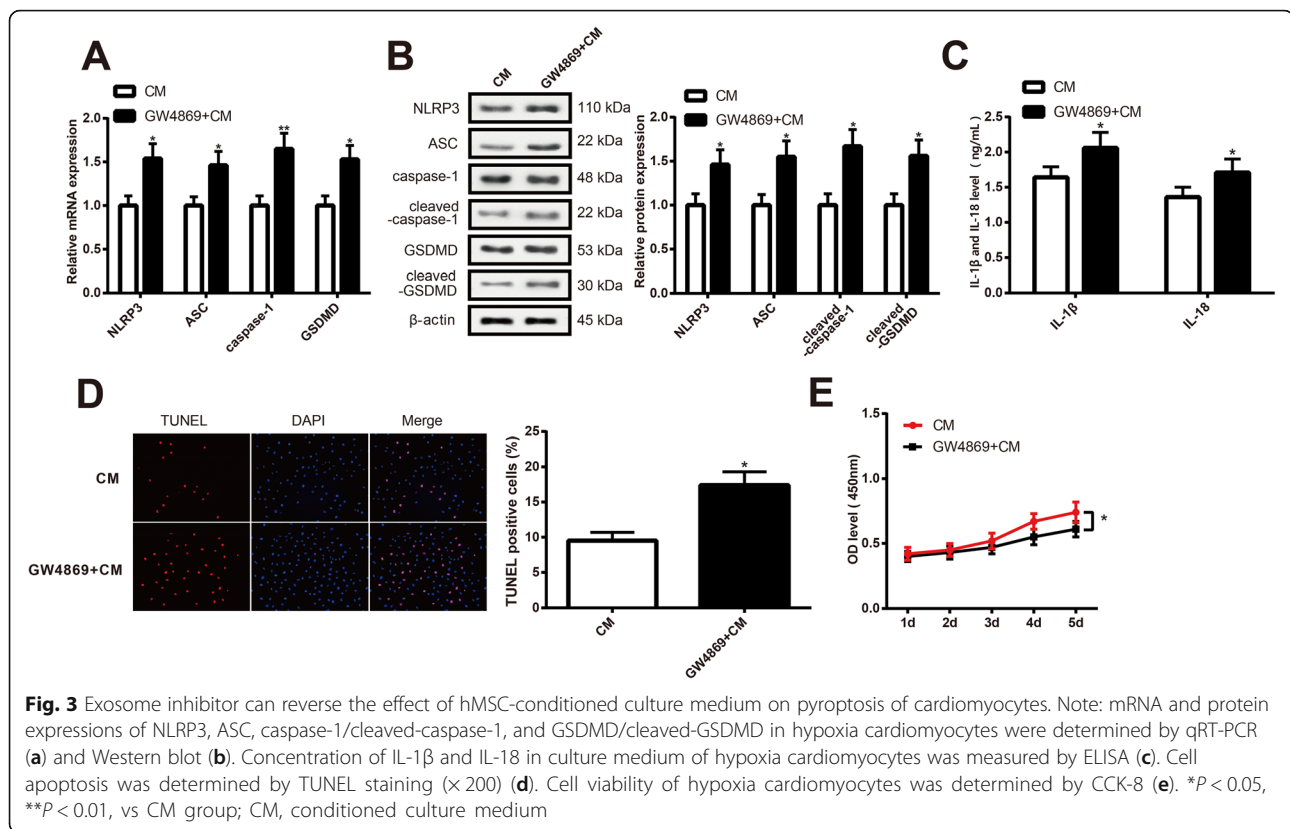 A
CM
GW4869+CM
Relative mRNA expression
2.0
1.5
1.0
0.5
0.0
* * ** *
NLRP3
ASC
caspase-1
GSDMD
B
CM
GW4869+CM
NLRP3 110 kDa
ASC 22 kDa
caspase-1 48 kDa
cleaved
-caspase-1 22 kDa
GSDMD 53 kDa
cleaved
-GSDMD 30 kDa
β-actin 45 kDa
CM
GW4869+CM
Relative protein expression
2.0
1.5
1.0
0.5
0.0
* * * *
NLRP3
ASC
cleaved
-caspase-1
cleaved
-GSDMD
C
CM
GW4869+CM
IL-1β and IL-18 level ( ng/mL)
3.0
2.5
2.0
1.5
1.0
0.5
0.0
* *
IL-1β
IL-18
D
TUNEL DAPI Merge
CM
GW4869+CM
TUNEL positive cells (%)
25
20
15
10
5
0
*
CM
GW4869+CM
E
CM
GW4869+CM
OD level ( 450nm)
1.5
1.0
0.5
0.0
*
1d 2d 3d 4d 5d
Fig. 3 Exosome inhibitor can reverse the effect of hMSC-conditioned culture medium on pyroptosis of cardiomyocytes. Note: mRNA and protein
expressions of NLRP3, ASC, caspase-1/cleaved-caspase-1, and GSDMD/cleaved-GSDMD in hypoxia cardiomyocytes were determined by qRT-PCR
(a) and Western blot (b). Concentration of IL-1β and IL-18 in culture medium of hypoxia cardiomyocytes was measured by ELISA (c). Cell
apoptosis was determined by TUNEL staining (× 200) (d). Cell viability of hypoxia cardiomyocytes was determined by CCK-8 (e). *P < 0.05,
**P < 0.01, vs CM group; CM, conditioned culture medium